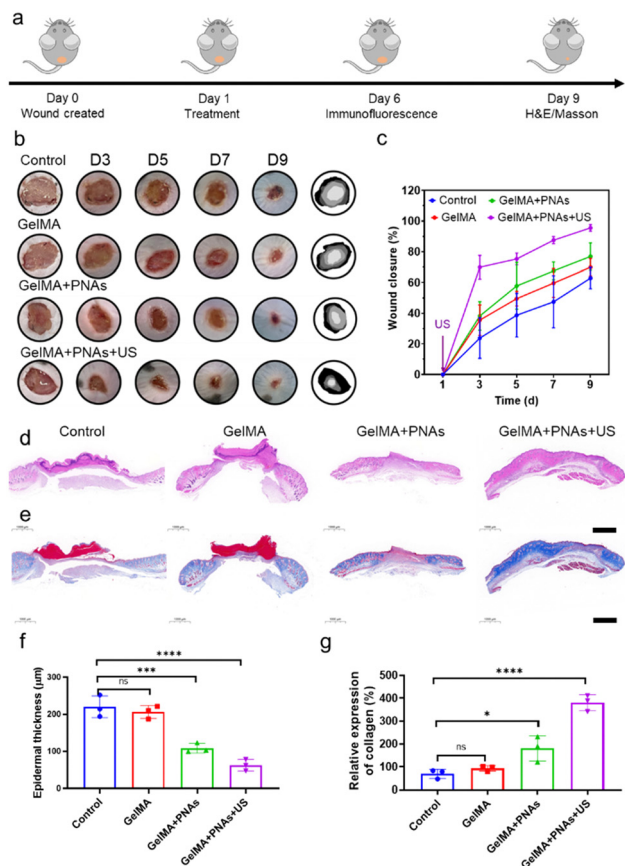 a
Day 0
Wound created
Day 1
Treatment
Day 6
Immunofluorescence
Day 9
H&E/Masson
b
Control D3 D5 D7 D9
GelMA
GelMA+PNAs
GelMA+PNAs+US
c
Control
GelMA
GelMA+PNAs
GelMA+PNAs+US
Wound closure (%)
120
100
80
60
40
20
0
US
1 3 5 7 9
Time (d)
d
Control GelMA GelMA+PNAs GelMA+PNAs+US
e
f
Epidermal thickness (μm)
300
200
100
0
ns
***
****
Control
GelMA
GelMA+PNAs
GelMA+PNAs+US
g
Relative expression
of collagen (%)
500
400
300
200
100
0
ns
*
****
Control
GelMA
GelMA+PNAs
GelMA+PNAs+US